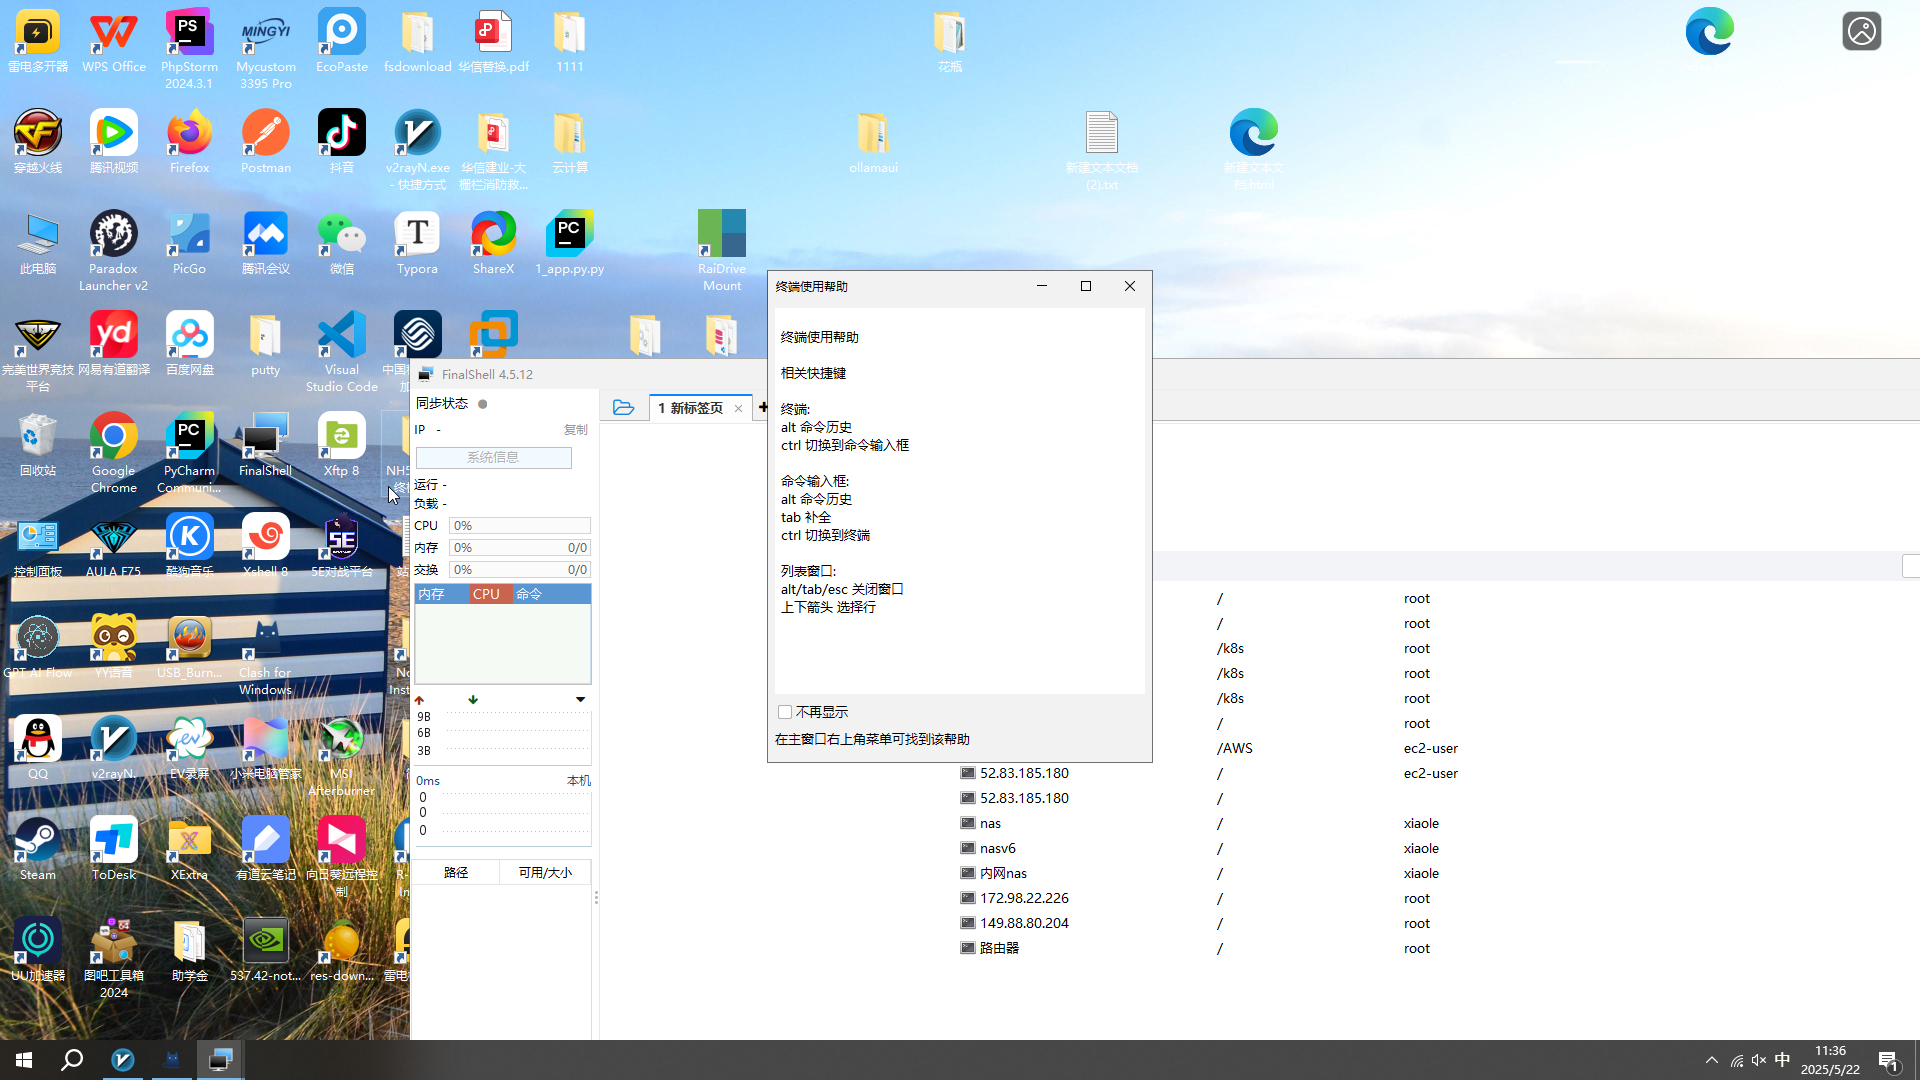 雷电多开器
WPS Office
PhpStorm
2024.3.1
MINGYI
Mycustom
3395 Pro
EcoPaste
fsdownload
华信替换.pdf
1111
花瓶
穿越火线
腾讯视频
Firefox
Postman
抖音
v2rayN.exe
- 快捷方式
华信建业-大
栅栏消防救...
云计算
ollamaui
新建文本文档
(2).txt
新建文本文
档.html
此电脑
Paradox
Launcher v2
PicGo
腾讯会议
微信
Typora
ShareX
1_app.py.py
RaiDrive
Mount
完美世界竞技
平台
网易有道翻译
百度网盘
putty
Visual
Studio Code
回收站
Google
Chrome
PyCharm
Communi...
FinalShell
Xftp 8
控制面板
AULA F75
酷狗音乐
Xshell 8
5E对战平台
GPT AI Flow
YY语音
USB_Burn...
Clash for
Windows
QQ
v2rayN.
EV录屏
小米电脑管家
MSI
Afterburner
Steam
ToDesk
XExtra
有道云笔记
向日葵远程控
制
UU加速器
图吧工具箱
2024
助学金
537.42-not...
res-down...
FinalShell 4.5.12
同步状态
IP -
复制
系统信息
运行 -
负载 -
CPU 0%
内存 0% 0/0
交换 0% 0/0
内存 CPU 命令
9B
6B
3B
0ms 本机
0
0
0
路径 可用/大小
1 新标签页
终端使用帮助
终端使用帮助
相关快捷键
终端:
alt 命令历史
ctrl 切换到命令输入框
命令输入框:
alt 命令历史
tab 补全
ctrl 切换到终端
列表窗口:
alt/tab/esc 关闭窗口
上下箭头 选择行
不再显示
在主窗口右上角菜单可找到该帮助
/ root
/ root
/k8s root
/k8s root
/k8s root
/ root
/AWS ec2-user
52.83.185.180 / ec2-user
52.83.185.180 /
nas / xiaole
nasv6 / xiaole
内网nas / xiaole
172.98.22.226 / root
149.88.80.204 / root
路由器 / root
中
11:36
2025/5/22
1